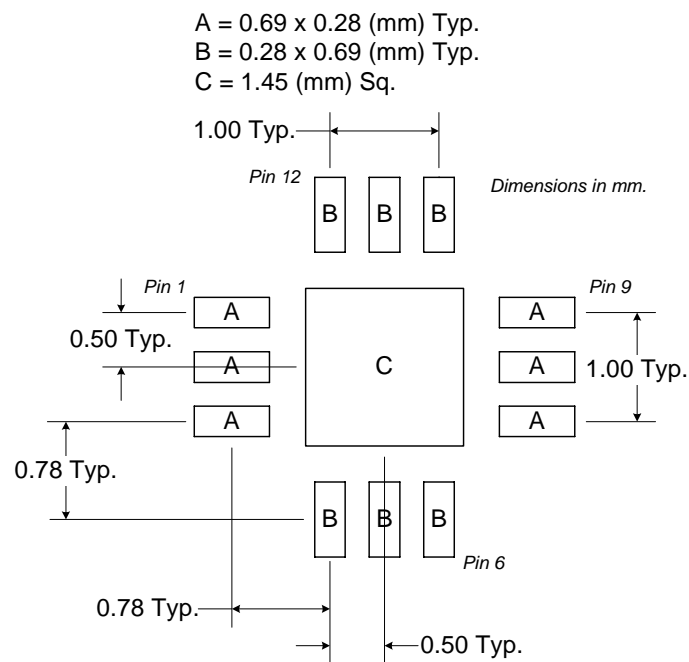 A = 0.69 x 0.28 (mm) Typ.
B = 0.28 x 0.69 (mm) Typ.
C = 1.45 (mm) Sq.
1.00 Typ.
Pin 12
Dimensions in mm.
B B B
Pin 1
Pin 9
A
A
0.50 Typ.
A
C
A
1.00 Typ.
A
A
0.78 Typ.
B B B
Pin 6
0.78 Typ.
0.50 Typ.